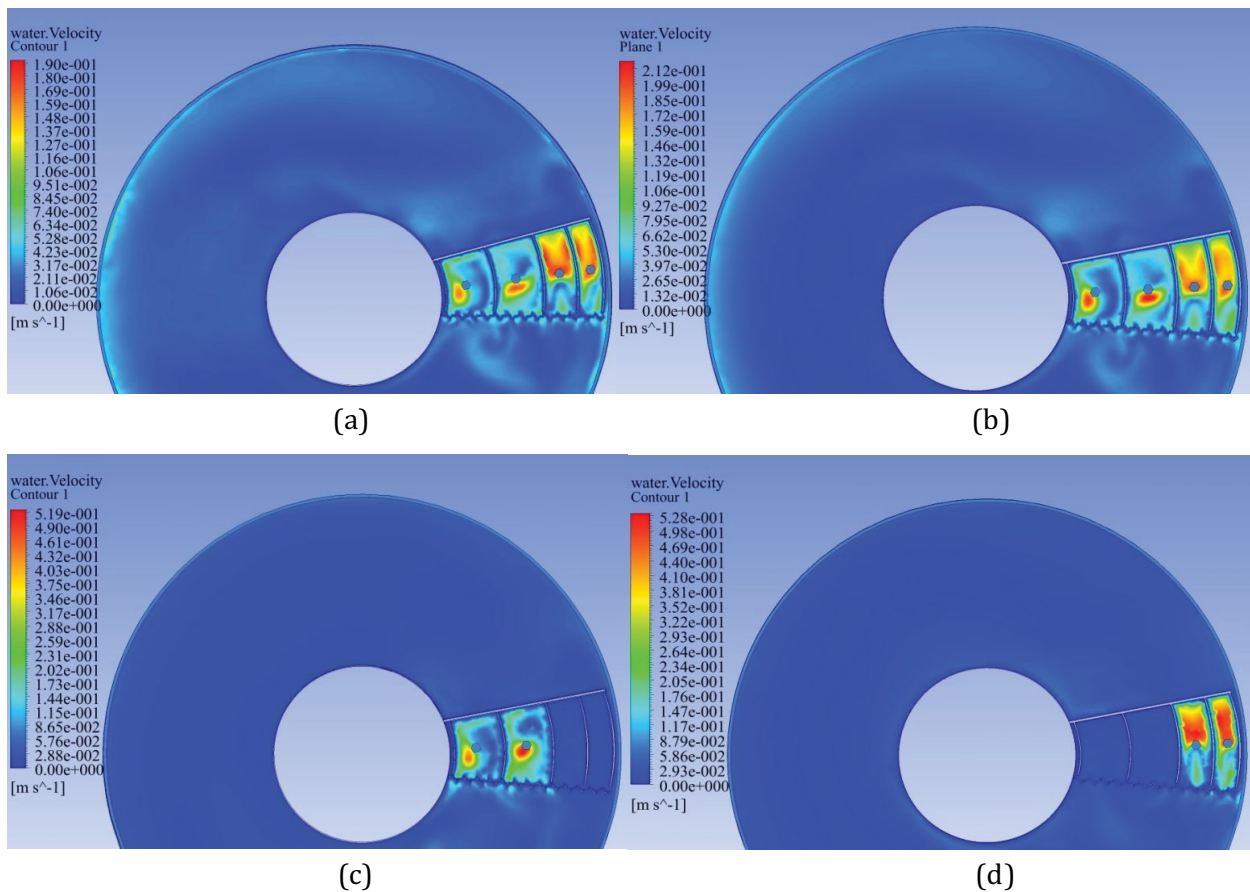 water.Velocity
Contour 1
1.90e-001
1.80e-001
1.69e-001
1.58e-001
1.48e-001
1.37e-001
1.27e-001
1.16e-001
1.06e-001
9.51e-002
8.45e-002
7.40e-002
6.34e-002
5.28e-002
4.23e-002
3.17e-002
2.11e-002
1.06e-002
0.00e+000
[m s^-1]
(a)
water.Velocity
Plane 1
2.12e-001
1.99e-001
1.85e-001
1.72e-001
1.59e-001
1.46e-001
1.32e-001
1.19e-001
1.06e-001
9.27e-002
7.95e-002
6.62e-002
5.30e-002
3.97e-002
2.65e-002
1.32e-002
0.00e+000
[m s^-1]
(b)
water.Velocity
Contour 1
5.19e-001
4.90e-001
4.61e-001
4.32e-001
4.03e-001
3.75e-001
3.46e-001
3.17e-001
2.88e-001
2.59e-001
2.31e-001
2.02e-001
1.73e-001
1.44e-001
1.15e-001
8.65e-002
5.76e-002
2.88e-002
0.00e+000
[m s^-1]
(c)
water.Velocity
Contour 1
5.28e-001
4.98e-001
4.69e-001
4.40e-001
4.10e-001
3.81e-001
3.52e-001
3.22e-001
2.93e-001
2.64e-001
2.34e-001
2.05e-001
1.76e-001
1.47e-001
1.17e-001
8.79e-002
5.86e-002
2.93e-002
0.00e+000
[m s^-1]
(d)